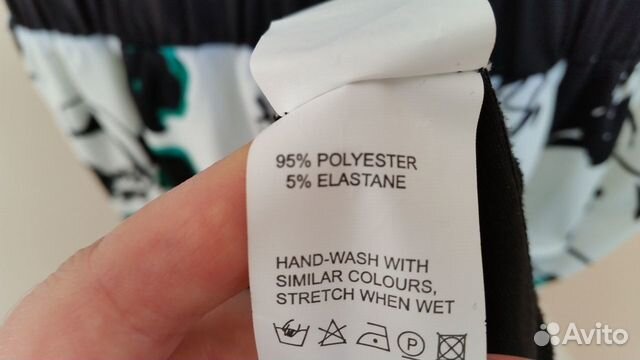 95% POLYESTER
5% ELASTANE
HAND-WASH WITH
SIMILAR COLOURS,
STRETCH WHEN WET
P
Avito